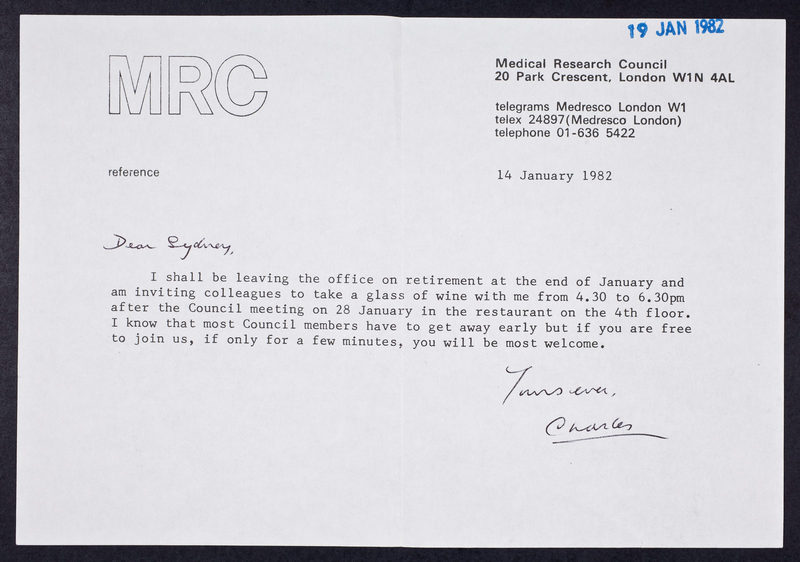 19 JAN 1982
MRC
Medical Research Council
20 Park Crescent, London W1N 4AL
telegrams Medresco London W1
telex 24897(Medresco London)
telephone 01-636 5422
reference
14 January 1982
Dear Sydney,
I shall be leaving the office on retirement at the end of January and
am inviting colleagues to take a glass of wine with me from 4.30 to 6.30pm
after the Council meeting on 28 January in the restaurant on the 4th floor.
I know that most Council members have to get away early but if you are free
to join us, if only for a few minutes, you will be most welcome.
Yours ever,
Charles